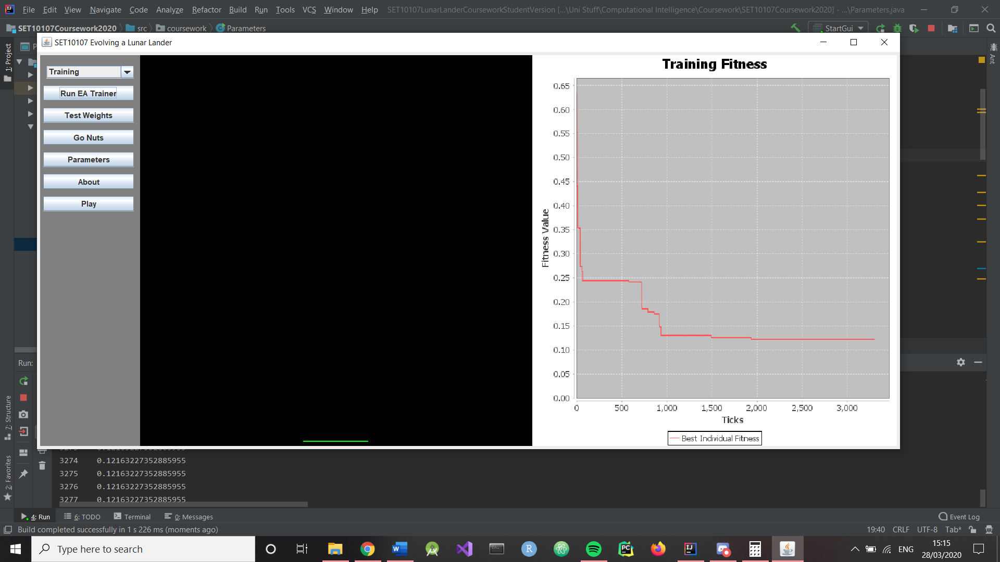 File Edit View Navigate Code Analyze Refactor Build Run Tools VCS Window Help SET10107LunarLanderCourseworkStudentVersion [...\Uni Stuff\Computational Intelligence\Coursework\SET10107Coursework2020] - ...\Parameters.java
SET10107Coursework2020 src coursework Parameters StartGui
SET10107 Evolving a Lunar Lander
1: Project
Ant
Training
Run EA Trainer
Test Weights
Go Nuts
Parameters
About
Play
Training Fitness
Fitness Value
0.65
0.60
0.55
0.50
0.45
0.40
0.35
0.30
0.25
0.20
0.15
0.10
0.05
0.00
0 500 1,000 1,500 2,000 2,500 3,000
Ticks
Best Individual Fitness
Run:
7: Structure
2: Favorites
3274 0.12163227352885955
3275 0.12163227352885955
3276 0.12163227352885955
3277 0.12163227352885955
4: Run 6: TODO Terminal 0: Messages Event Log
Build completed successfully in 1 s 226 ms (moments ago) 19:40 CRLF UTF-8 Tab*
Type here to search
ENG
15:15
28/03/2020